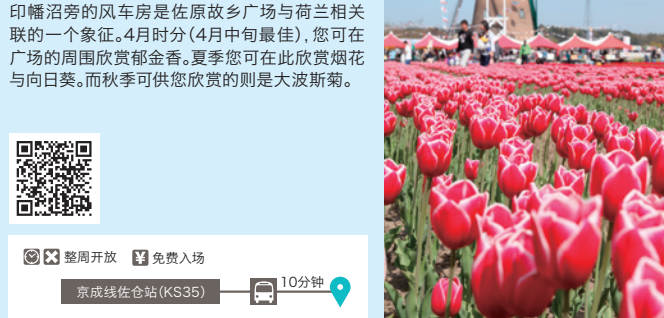 印幡沼旁的风车房是佐原故乡广场与荷兰相关
联的一个象征。4月时分(4月中旬最佳),您可在
广场的周围欣赏郁金香。夏季您可在此欣赏烟花
与向日葵。而秋季可供您欣赏的则是大波斯菊。
整周开放 ¥ 免费入场
京成线佐仓站(KS35) 10分钟